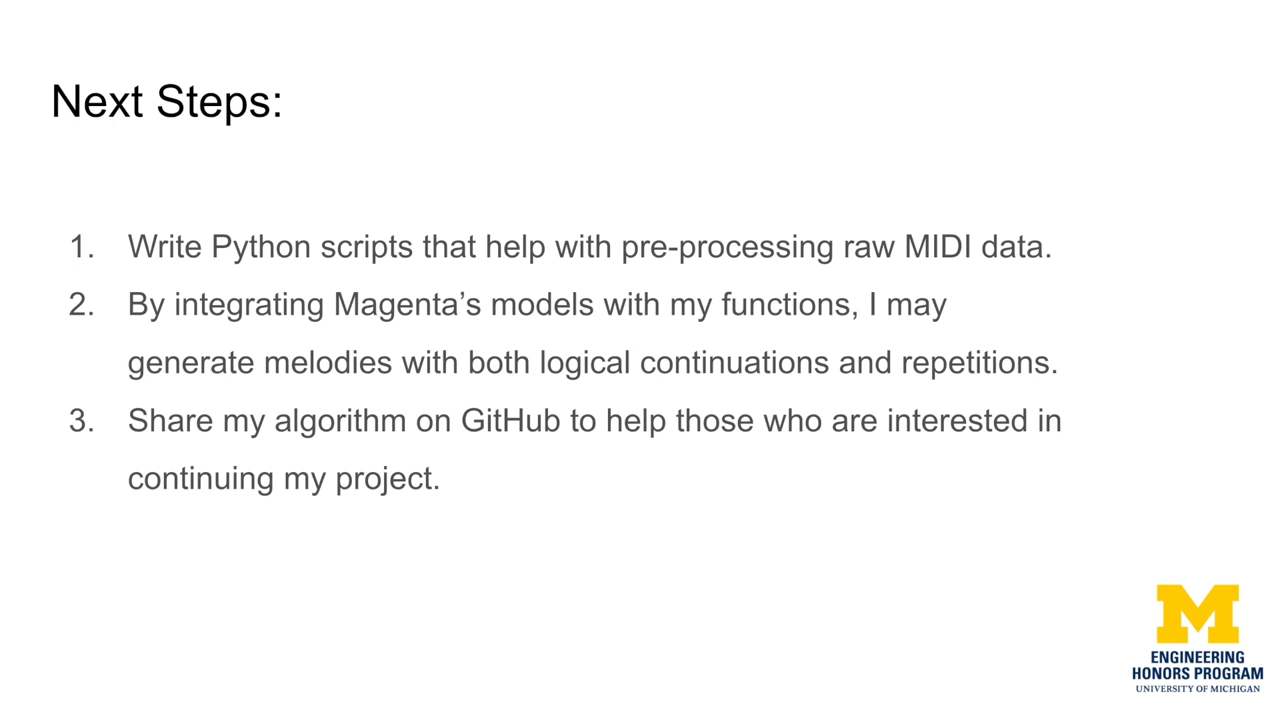 Next Steps:
1. Write Python scripts that help with pre-processing raw MIDI data.
2. By integrating Magenta’s models with my functions, I may
generate melodies with both logical continuations and repetitions.
3. Share my algorithm on GitHub to help those who are interested in
continuing my project.
M
ENGINEERING
HONORS PROGRAM
UNIVERSITY OF MICHIGAN